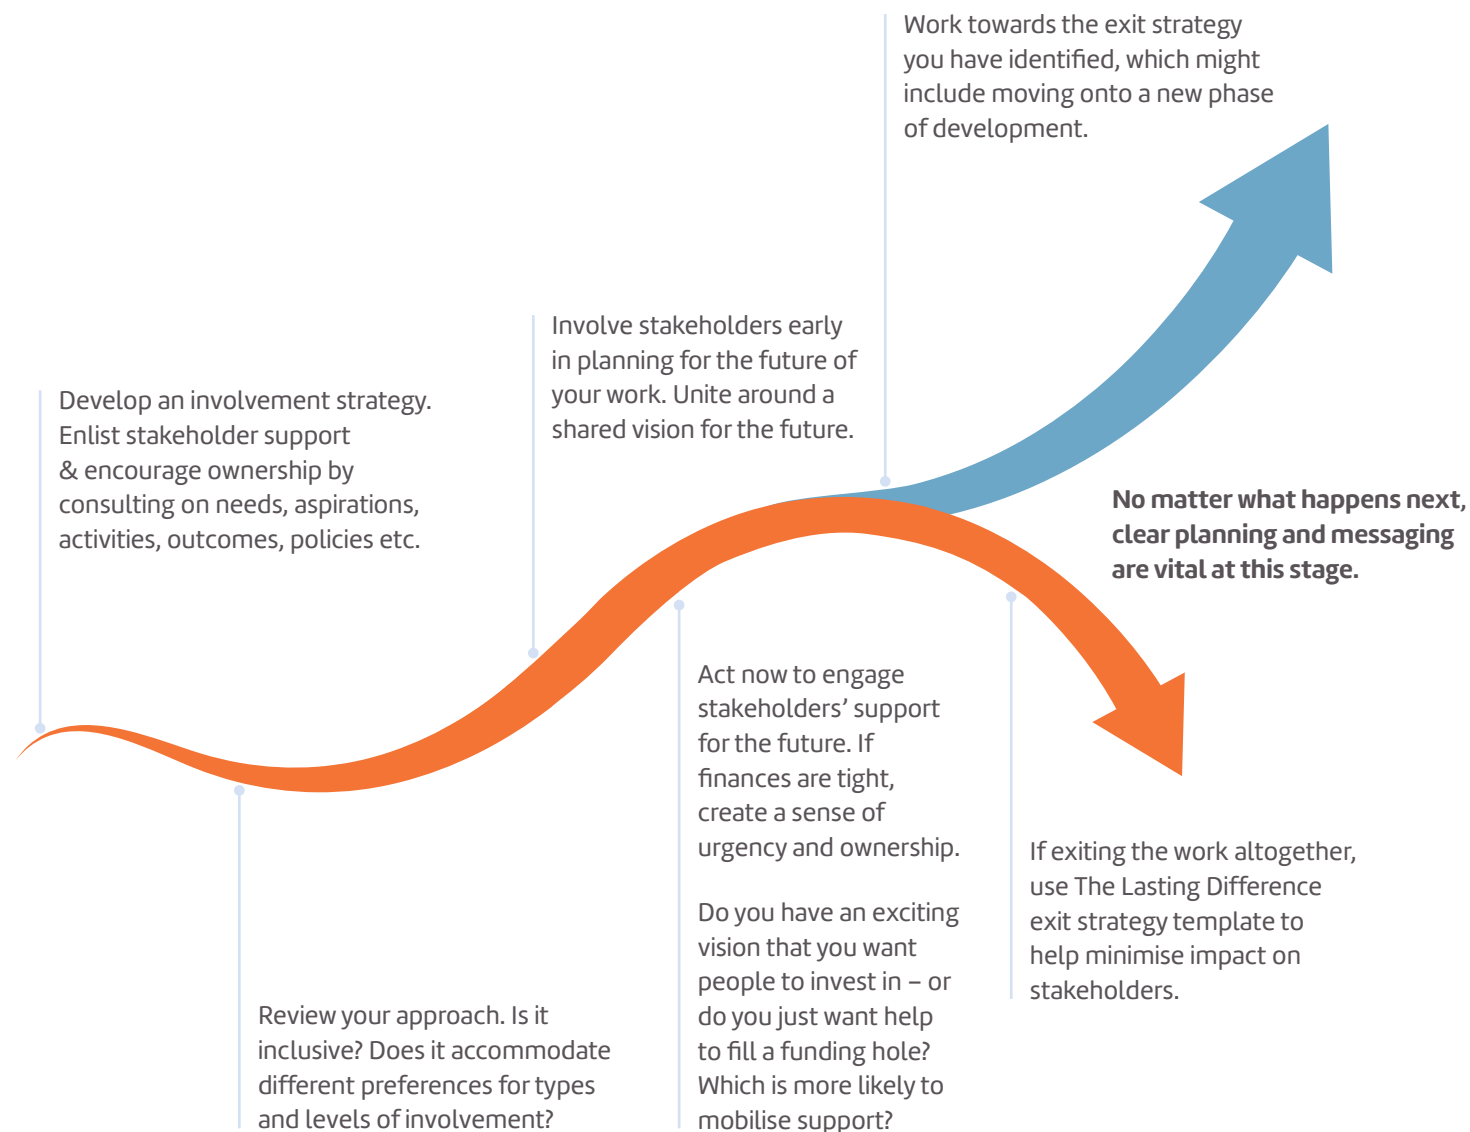 Work towards the exit strategy
you have identified, which might
include moving onto a new phase
of development.
Involve stakeholders early
in planning for the future of
your work. Unite around a
shared vision for the future.
Develop an involvement strategy.
Enlist stakeholder support
& encourage ownership by
consulting on needs, aspirations,
activities, outcomes, policies etc.
No matter what happens next,
clear planning and messaging
are vital at this stage.
Act now to engage
stakeholders’ support
for the future. If
finances are tight,
create a sense of
urgency and ownership.
Do you have an exciting
vision that you want
people to invest in – or
do you just want help
to fill a funding hole?
Which is more likely to
mobilise support?
If exiting the work altogether,
use The Lasting Difference
exit strategy template to
help minimise impact on
stakeholders.
Review your approach. Is it
inclusive? Does it accommodate
different preferences for types
and levels of involvement?